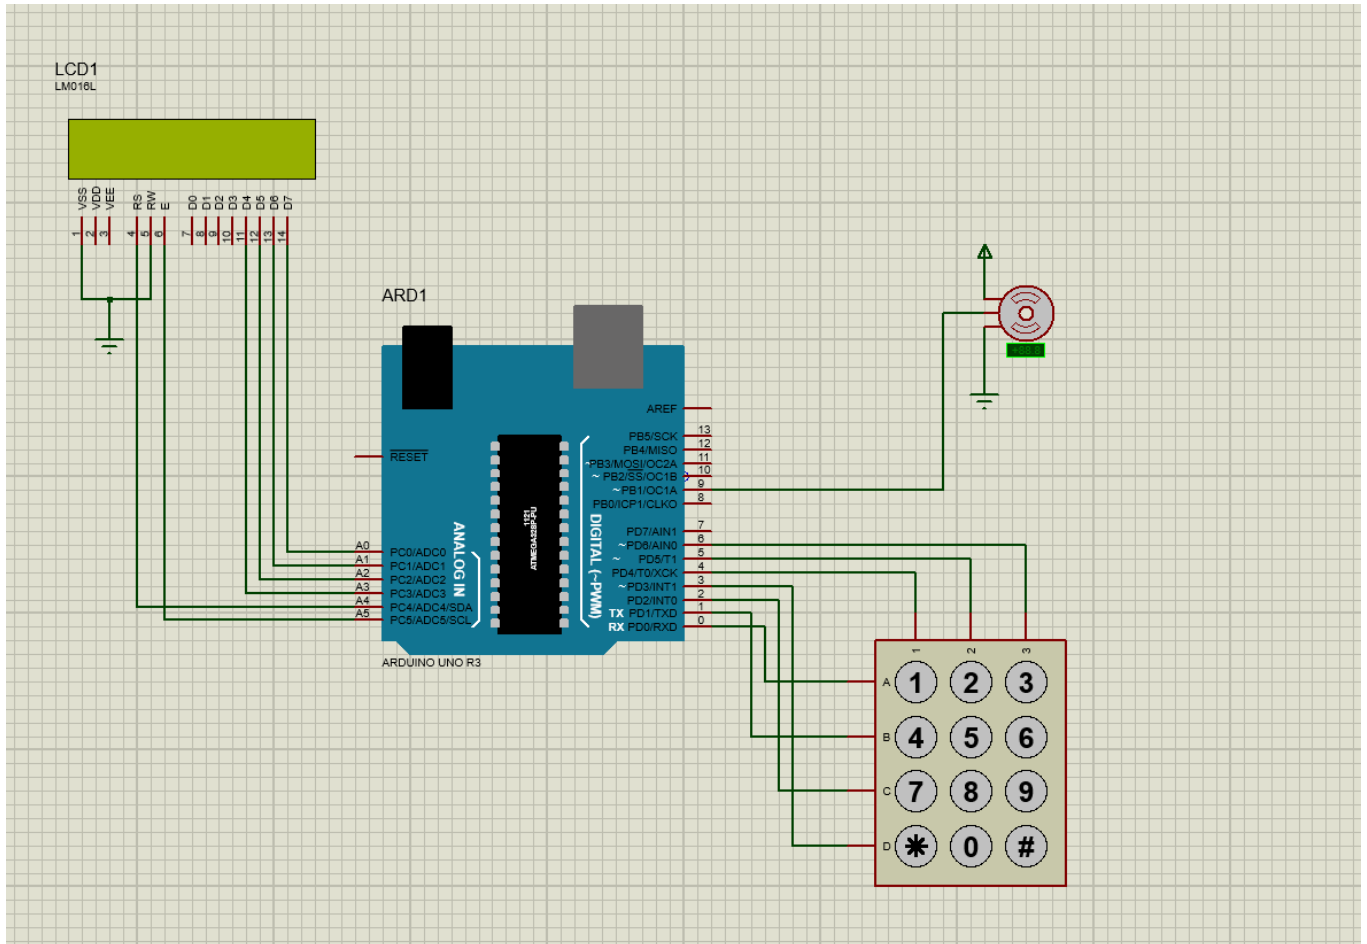 LCD1
LM016L
VSS
VDD
VEE
RS
RW
E
D0
D1
D2
D3
D4
D5
D6
D7
1
2
3
4
5
6
7
8
9
10
11
12
13
14
ARD1
RESET
A0 PC0/ADC0
A1 PC1/ADC1
A2 PC2/ADC2
A3 PC3/ADC3
A4 PC4/ADC4/SDA
A5 PC5/ADC5/SCL
ANALOG IN
1121
ATMEGA328P-PU
DIGITAL (~PWM)
AREF
PB5/SCK 13
PB4/MISO 12
~PB3/MOSI/OC2A 11
~ PB2/SS/OC1B 10
~ PB1/OC1A 9
PB0/ICP1/CLKO 8
PD7/AIN1 7
~PD6/AIN0 6
~ PD5/T1 5
PD4/T0/XCK 4
~PD3/INT1 3
PD2/INT0 2
TX PD1/TXD 1
RX PD0/RXD 0
ARDUINO UNO R3
1 2 3
A 1 2 3
B 4 5 6
C 7 8 9
D * 0 #